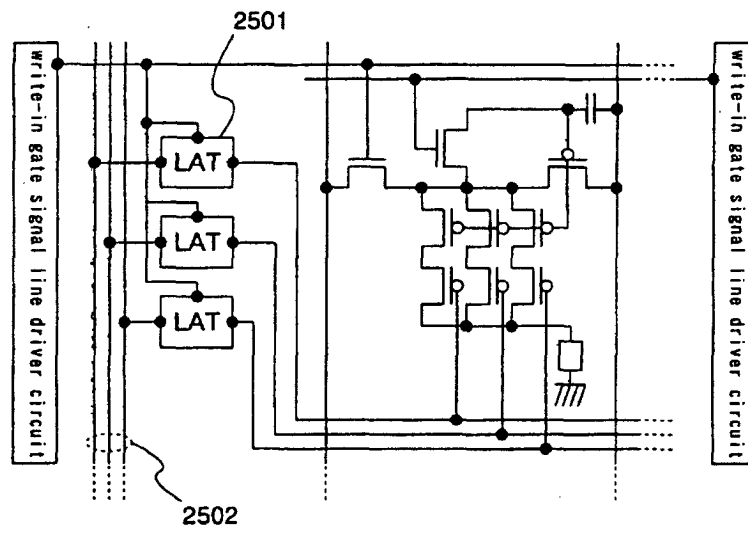 2501
write-in gate signal line driver circuit
LAT
LAT
LAT
write-in gate signal line driver circuit
2502